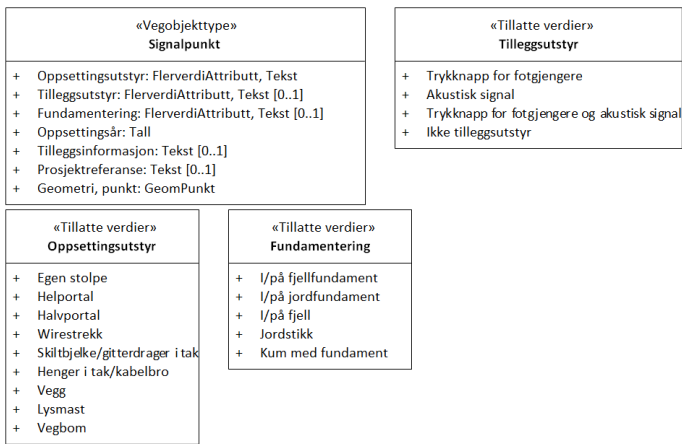 «Vegobjekttype»
Signalpunkt
+ Oppsettingsutstyr: FlerverdiAttributt, Tekst
+ Tilleggsutstyr: FlerverdiAttributt, Tekst [0..1]
+ Fundamentering: FlerverdiAttributt, Tekst [0..1]
+ Oppsettingsår: Tall
+ Tilleggsinformasjon: Tekst [0..1]
+ Prosjektreferanse: Tekst [0..1]
+ Geometri, punkt: GeomPunkt
«Tillatte verdier»
Tilleggsutstyr
+ Trykknapp for fotgjengere
+ Akustisk signal
+ Trykknapp for fotgjengere og akustisk signal
+ Ikke tilleggsutstyr
«Tillatte verdier»
Oppsettingsutstyr
+ Egen stolpe
+ Helportal
+ Halvportal
+ Wirestrekk
+ Skiltbjelke/gitterdrager i tak
+ Henger i tak/kabelbro
+ Vegg
+ Lysmast
+ Vegbom
«Tillatte verdier»
Fundamentering
+ I/på fjellfundament
+ I/på jordfundament
+ I/på fjell
+ Jordstikk
+ Kum med fundament